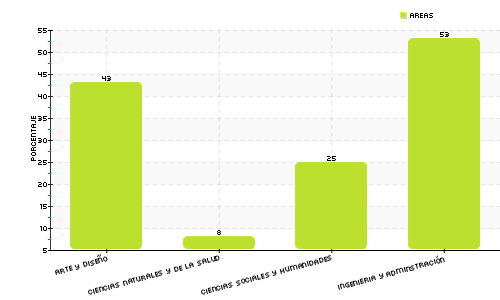 AREAS
PORCENTAJE
55
50
45
40
35
30
25
20
15
10
5
43
8
25
53
ARTE Y DISEÑO
CIENCIAS NATURALES Y DE LA SALUD
CIENCIAS SOCIALES Y HUMANIDADES
INGENIERIA Y ADMINISTRACIÓN